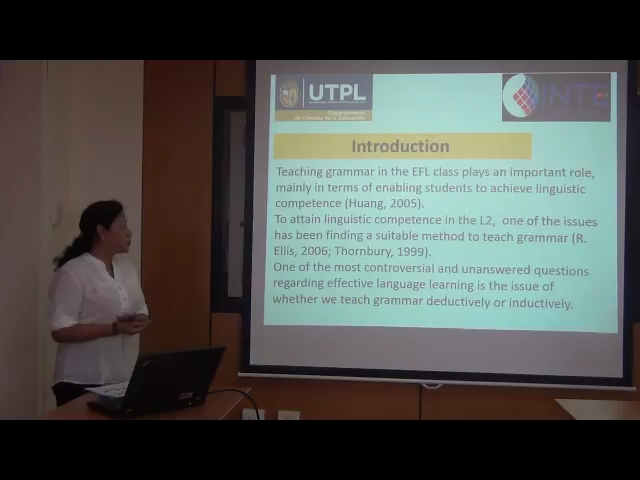 UTPL
Departamento
de Ciencias de la Educación
INTE
Introduction
Teaching grammar in the EFL class plays an important role,
mainly in terms of enabling students to achieve linguistic
competence (Huang, 2005).
To attain linguistic competence in the L2, one of the issues
has been finding a suitable method to teach grammar (R.
Ellis, 2006; Thornbury, 1999).
One of the most controversial and unanswered questions
regarding effective language learning is the issue of
whether we teach grammar deductively or inductively.